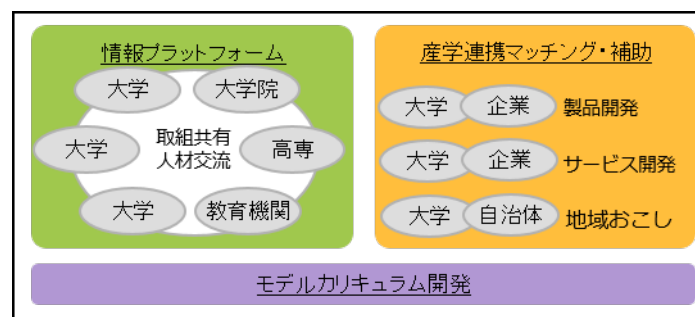 情報プラットフォーム
大学
大学院
大学
取組共有
人材交流
高専
大学
教育機関
産学連携マッチング・補助
大学 企業 製品開発
大学 企業 サービス開発
大学 自治体 地域おこし
モデルカリキュラム開発